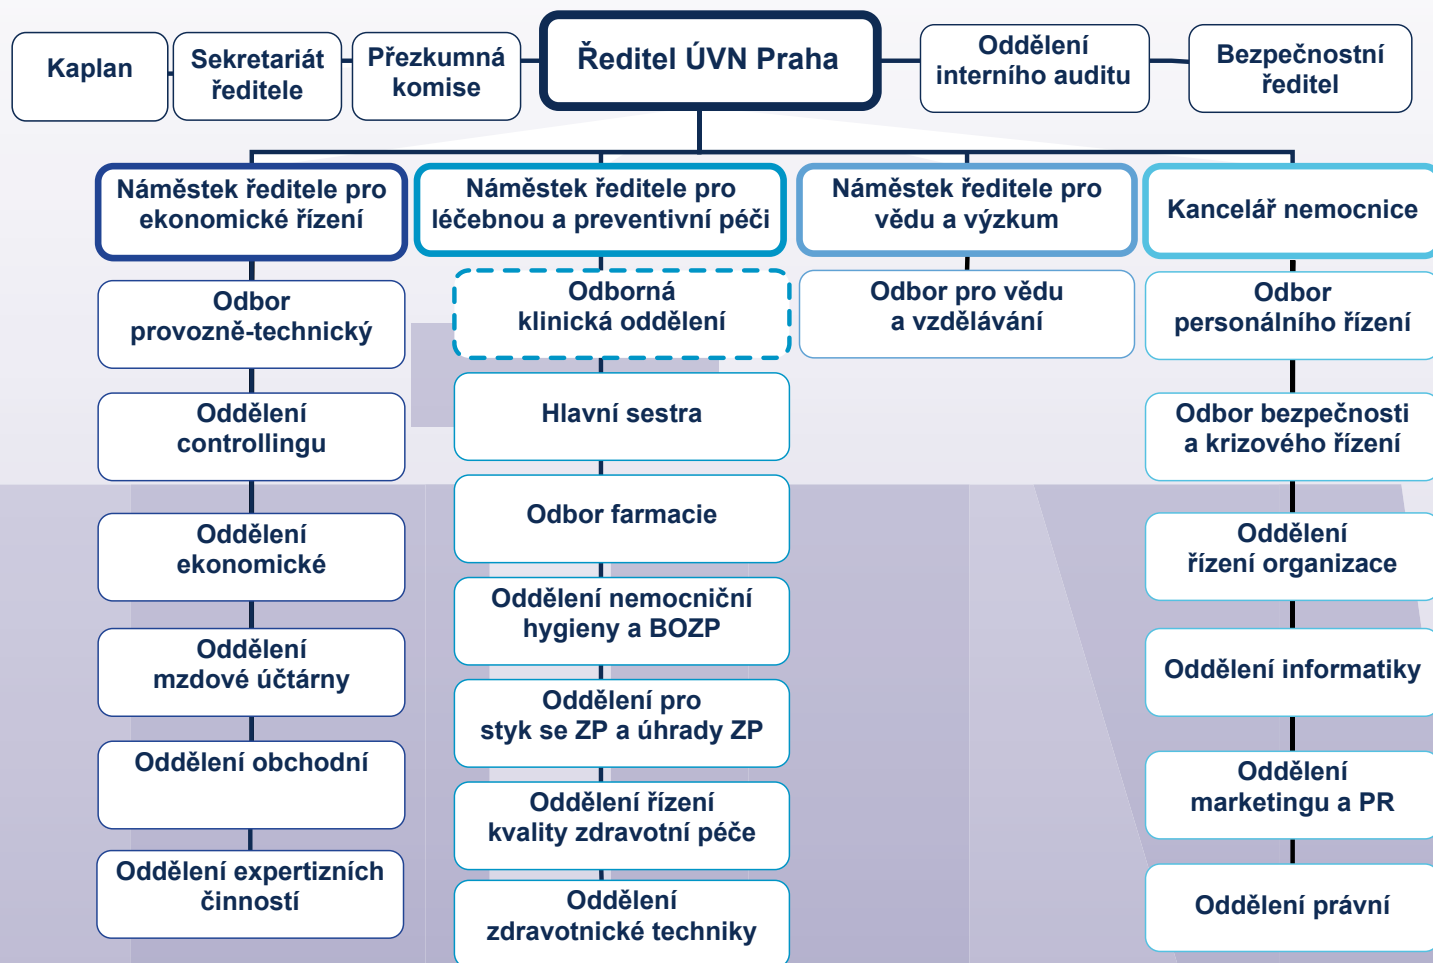 Kaplan
Sekretariát
ředitele
Přezkumná
komise
Ředitel ÚVN Praha
Oddělení
interního auditu
Bezpečnostní
ředitel
Náměstek ředitele pro
ekonomické řízení
Náměstek ředitele pro
léčebnou a preventivní péči
Náměstek ředitele pro
vědu a výzkum
Kancelář nemocnice
Odbor
provozně-technický
Oddělení
controllingu
Oddělení
ekonomické
Oddělení
mzdové účtárny
Oddělení obchodní
Oddělení expertizních
činností
Odborná
klinická oddělení
Hlavní sestra
Odbor farmacie
Oddělení nemocniční
hygieny a BOZP
Oddělení pro
styk se ZP a úhrady ZP
Oddělení řízení
kvality zdravotní péče
Oddělení
zdravotnické techniky
Odbor pro vědu
a vzdělávání
Odbor
personálního řízení
Odbor bezpečnosti
a krizového řízení
Oddělení
řízení organizace
Oddělení informatiky
Oddělení
marketingu a PR
Oddělení právní